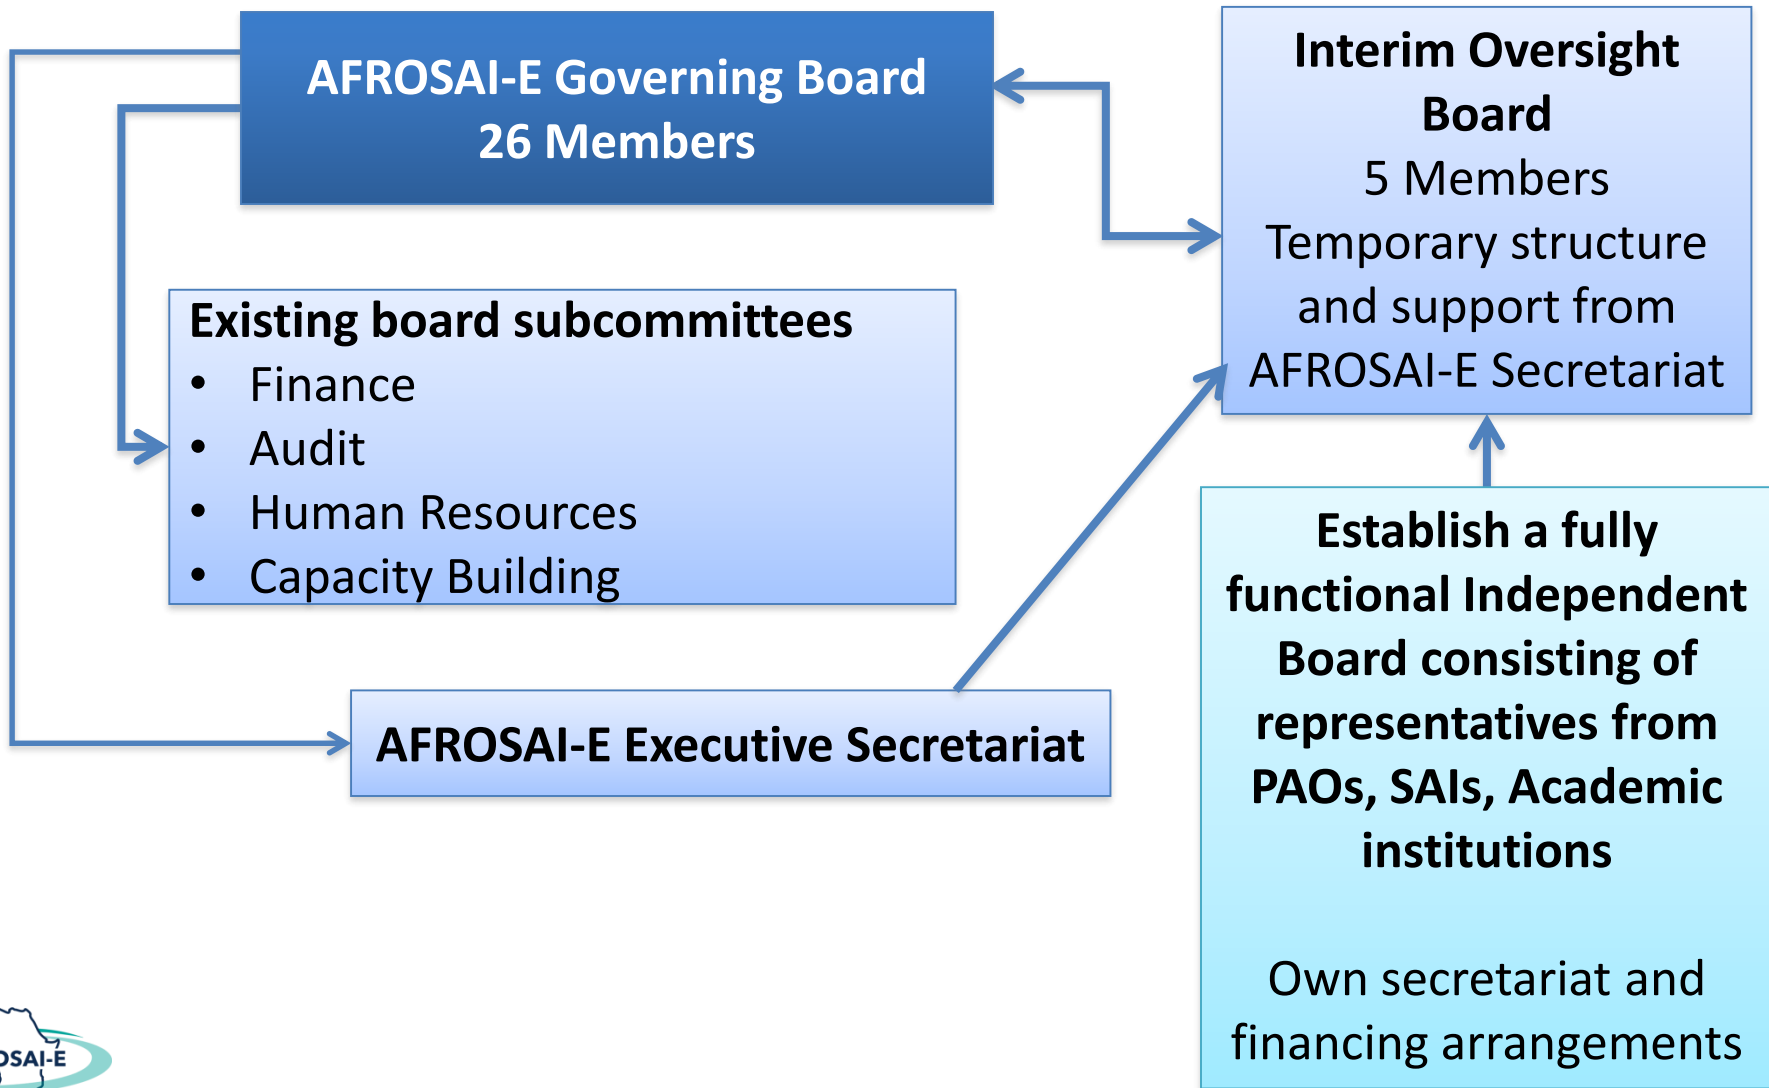 AFROSAI-E Governing Board
26 Members
Interim Oversight
Board
5 Members
Temporary structure
and support from
AFROSAI-E Secretariat
Existing board subcommittees
• Finance
• Audit
• Human Resources
• Capacity Building
AFROSAI-E Executive Secretariat
Establish a fully
functional Independent
Board consisting of
representatives from
PAOs, SAIs, Academic
institutions
Own secretariat and
financing arrangements
OSAI-E